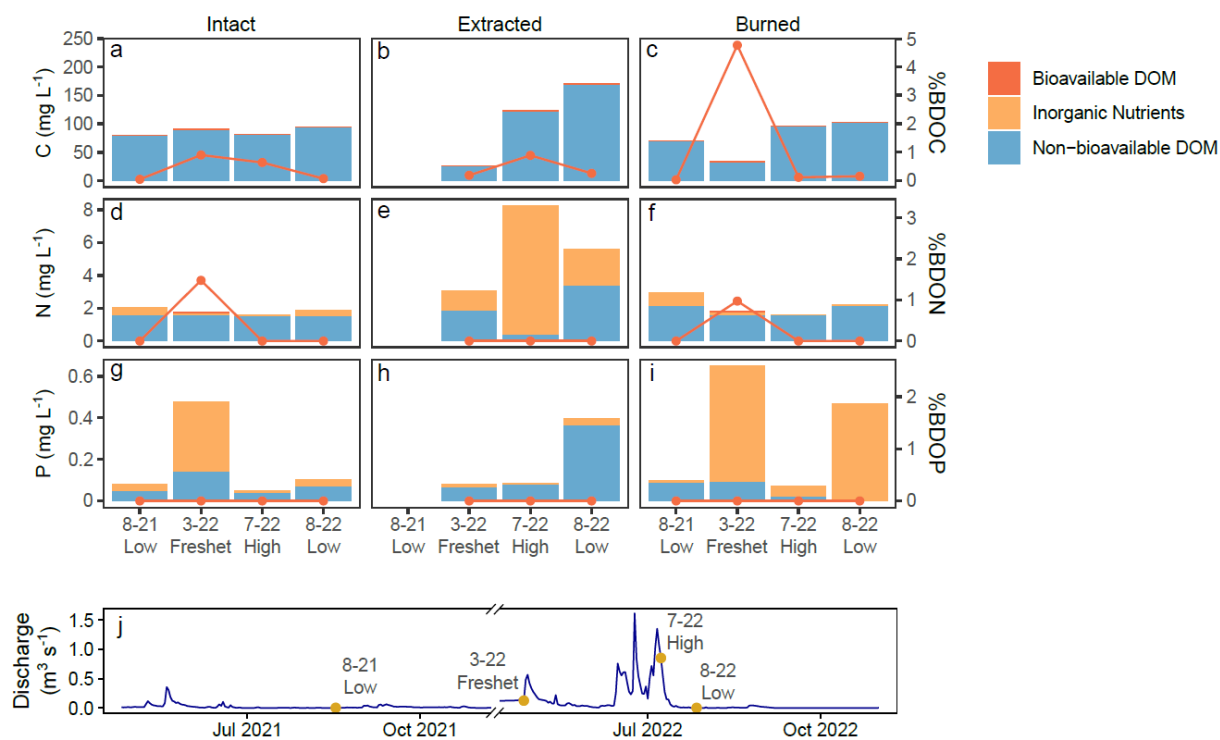 Intact
Extracted
Burned
a
b
c
250
200
150
100
50
0
C (mg L⁻¹)
5
4
3
2
1
0
%BDOC
Bioavailable DOM
Inorganic Nutrients
Non−bioavailable DOM
d
e
f
8
6
4
2
0
N (mg L⁻¹)
3
2
1
0
%BDON
g
h
i
0.6
0.4
0.2
0
P (mg L⁻¹)
2
1
0
%BDOP
8-21
Low
3-22
Freshet
7-22
High
8-22
Low
8-21
Low
3-22
Freshet
7-22
High
8-22
Low
8-21
Low
3-22
Freshet
7-22
High
8-22
Low
j
1.5
1.0
0.5
0.0
Discharge
(m³ s⁻¹)
8-21
Low
3-22
Freshet
7-22
High
8-22
Low
Jul 2021
Oct 2021
Jul 2022
Oct 2022